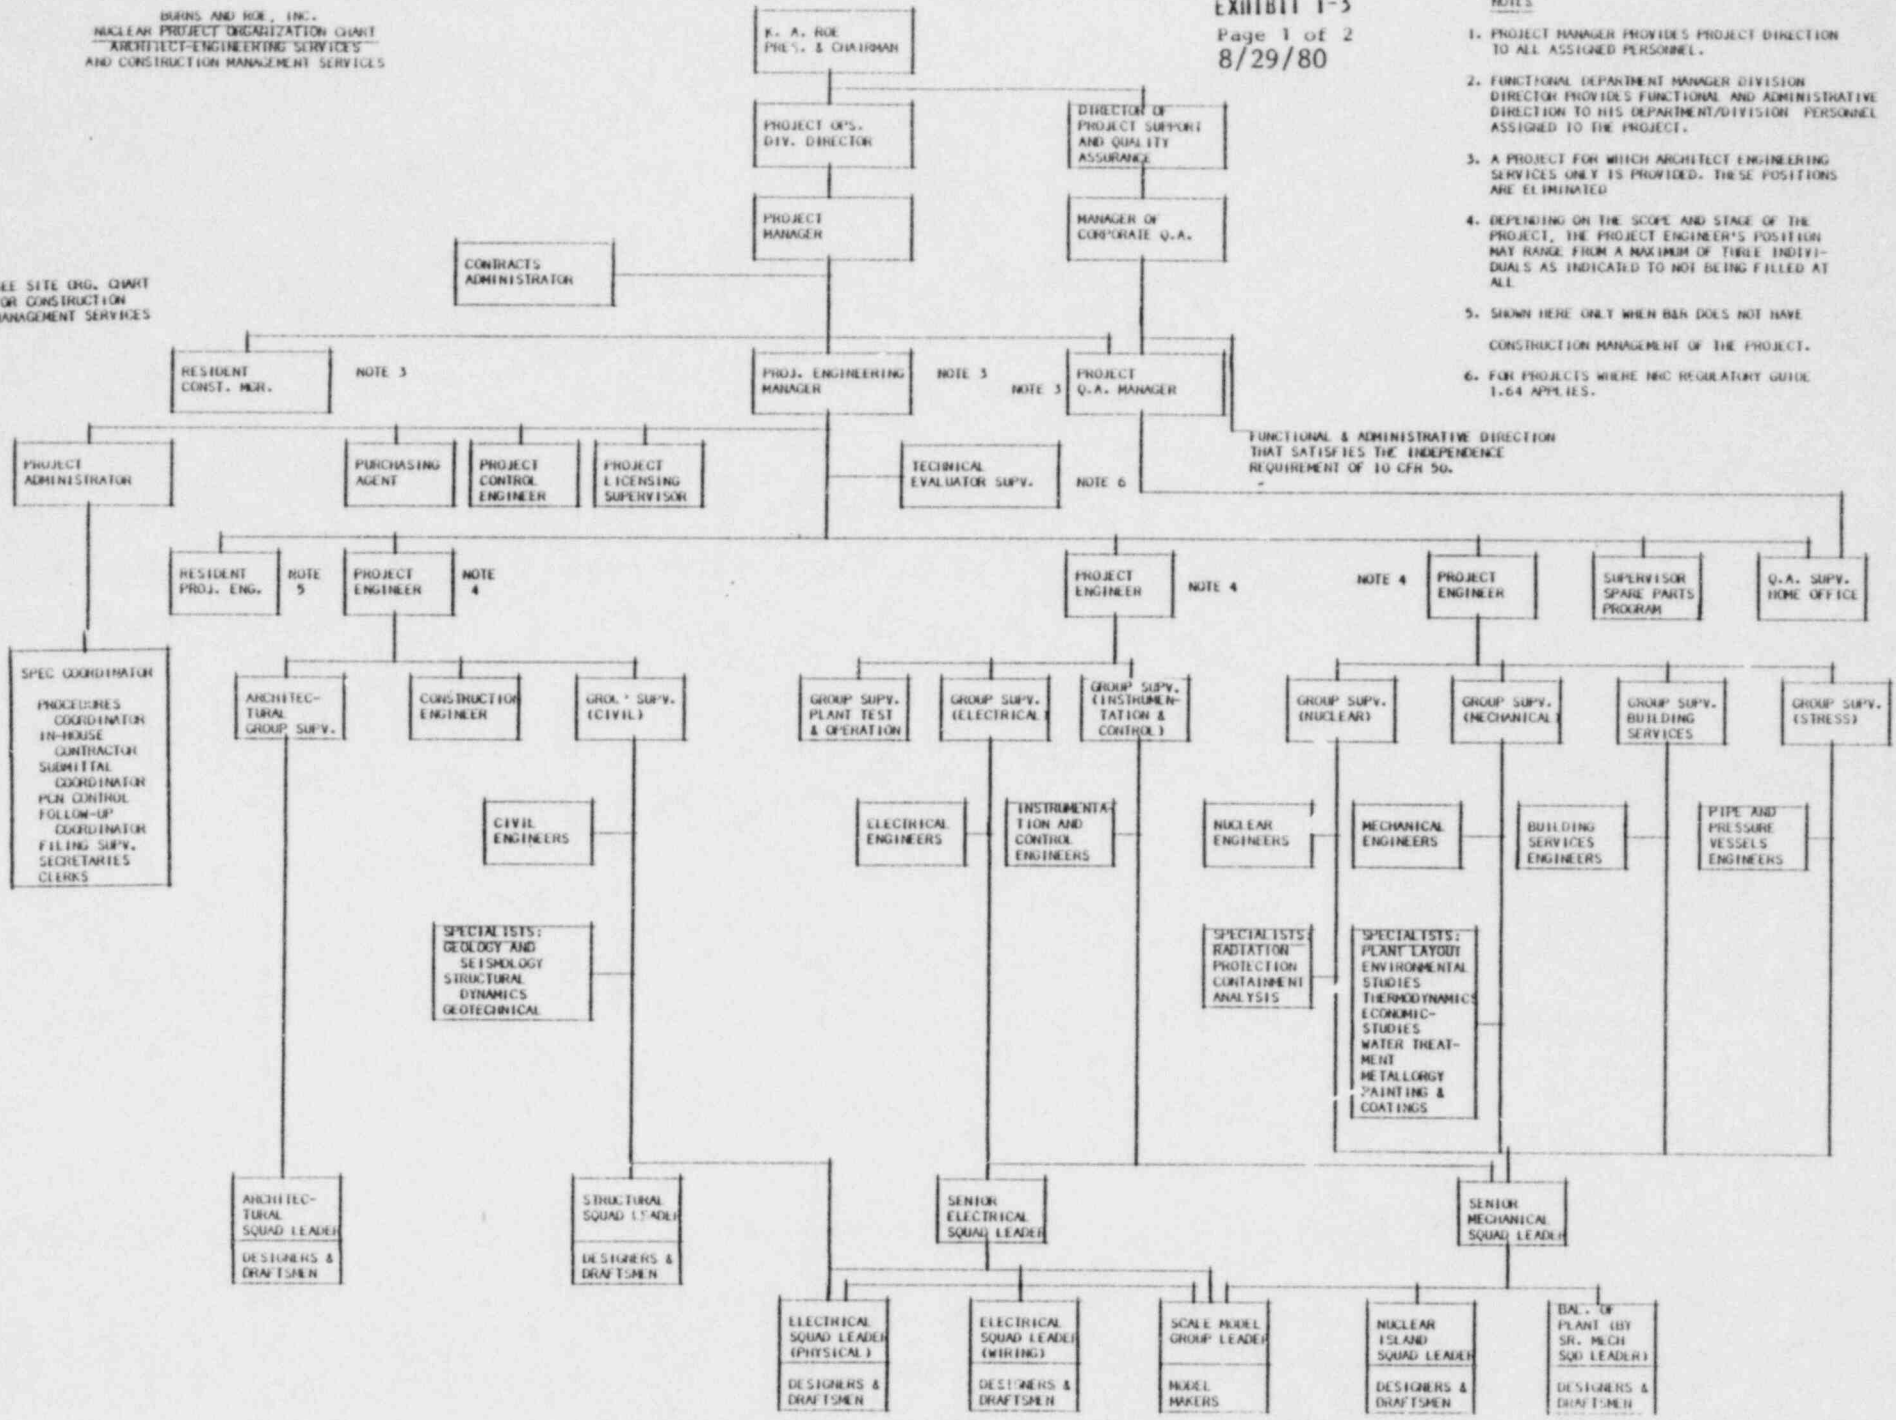 BURNS AND ROE, INC.
NUCLEAR PROJECT ORGANIZATION CHART
ARCHITECT-ENGINEERING SERVICES
AND CONSTRUCTION MANAGEMENT SERVICES
K. A. ROE
PRES. & CHAIRMAN
EXHIBIT 1-3
Page 1 of 2
8/29/80
NOTES
1. PROJECT MANAGER PROVIDES PROJECT DIRECTION
TO ALL ASSIGNED PERSONNEL.
2. FUNCTIONAL DEPARTMENT MANAGER DIVISION
DIRECTOR PROVIDES FUNCTIONAL AND ADMINISTRATIVE
DIRECTION TO HIS DEPARTMENT/DIVISION PERSONNEL
ASSIGNED TO THE PROJECT.
3. A PROJECT FOR WHICH ARCHITECT ENGINEERING
SERVICES ONLY IS PROVIDED. THESE POSITIONS
ARE ELIMINATED
4. DEPENDING ON THE SCOPE AND STAGE OF THE
PROJECT, THE PROJECT ENGINEER'S POSITION
MAY RANGE FROM A MAXIMUM OF THREE INDIVI-
DUALS AS INDICATED TO NOT BEING FILLED AT
ALL
5. SHOWN HERE ONLY WHEN B&R DOES NOT HAVE
CONSTRUCTION MANAGEMENT OF THE PROJECT.
6. FOR PROJECTS WHERE NRC REGULATORY GUIDE
1.64 APPLIES.
PROJECT OPS.
DIV. DIRECTOR
DIRECTOR OF
PROJECT SUPPORT
AND QUALITY
ASSURANCE
PROJECT
MANAGER
MANAGER OF
CORPORATE Q.A.
CONTRACTS
ADMINISTRATOR
EE SITE ORG. CHART
OR CONSTRUCTION
MANAGEMENT SERVICES
RESIDENT
CONST. MGR.
NOTE 3
PROJ. ENGINEERING
MANAGER
NOTE 3
NOTE 3
PROJECT
Q.A. MANAGER
FUNCTIONAL & ADMINISTRATIVE DIRECTION
THAT SATISFIES THE INDEPENDENCE
REQUIREMENT OF 10 CFR 50.
PROJECT
ADMINISTRATOR
PURCHASING
AGENT
PROJECT
CONTROL
ENGINEER
PROJECT
LICENSING
SUPERVISOR
TECHNICAL
EVALUATOR SUPV.
NOTE 6
RESIDENT
PROJ. ENG.
NOTE
5
PROJECT
ENGINEER
NOTE
4
PROJECT
ENGINEER
NOTE 4
NOTE 4
PROJECT
ENGINEER
SUPERVISOR
SPARE PARTS
PROGRAM
Q.A. SUPV.
HOME OFFICE
SPEC COORDINATOR
PROCEDURES
COORDINATOR
IN-HOUSE
CONTRACTOR
SUBMITTAL
COORDINATOR
PCN CONTROL
FOLLOW-UP
COORDINATOR
FILING SUPV.
SECRETARIES
CLERKS
ARCHITEC-
TURAL
GROUP SUPV.
CONSTRUCTION
ENGINEER
GROU' SUPV.
(CIVIL)
GROUP SUPV.
PLANT TEST
& OPERATION
GROUP SUPV.
(ELECTRICAL)
GROUP SUPV.
(INSTRUMEN-
TATION &
CONTROL)
GROUP SUPV.
(NUCLEAR)
GROUP SUPV.
(MECHANICAL)
GROUP SUPV.
BUILDING
SERVICES
GROUP SUPV.
(STRESS)
CIVIL
ENGINEERS
ELECTRICAL
ENGINEERS
INSTRUMENTA-
TION AND
CONTROL
ENGINEERS
NUCLEAR
ENGINEERS
MECHANICAL
ENGINEERS
BUILDING
SERVICES
ENGINEERS
PIPE AND
PRESSURE
VESSELS
ENGINEERS
SPECIALISTS:
GEOLOGY AND
SEISMOLOGY
STRUCTURAL
DYNAMICS
GEOTECHNICAL
SPECIALISTS:
RADIATION
PROTECTION
CONTAINMENT
ANALYSIS
SPECIALISTS:
PLANT LAYOUT
ENVIRONMENTAL
STUDIES
THERMODYNAMICS
ECONOMIC-
STUDIES
WATER TREAT-
MENT
METALLORGY
PAINTING &
COATINGS
ARCHITEC-
TURAL
SQUAD LEADER
DESIGNERS &
DRAFTSMEN
STRUCTURAL
SQUAD LEADER
DESIGNERS &
DRAFTSMEN
SENIOR
ELECTRICAL
SQUAD LEADER
SENIOR
MECHANICAL
SQUAD LEADER
ELECTRICAL
SQUAD LEADER
(PHYSICAL)
DESIGNERS &
DRAFTSMEN
ELECTRICAL
SQUAD LEADER
(WIRING)
DESIGNERS &
DRAFTSMEN
SCALE MODEL
GROUP LEADER
MODEL
MAKERS
NUCLEAR
ISLAND
SQUAD LEADER
DESIGNERS &
DRAFTSMEN
BAL. OF
PLANT (BY
SR. MECH
SQD LEADER)
DESIGNERS &
DRAFTSMEN